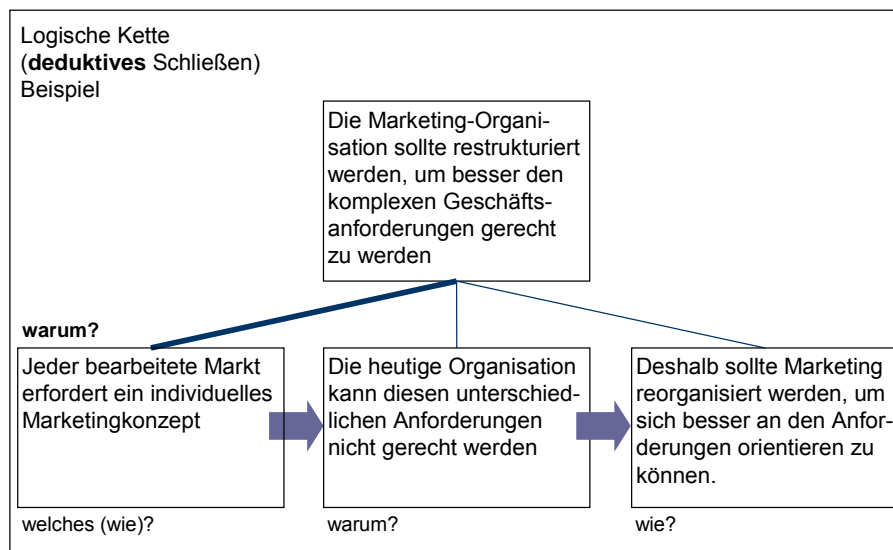 Logische Kette
(deduktives Schließen)
Beispiel
Die Marketing-Organi-
sation sollte restrukturiert
werden, um besser den
komplexen Geschäfts-
anforderungen gerecht
zu werden
warum?
Jeder bearbeitete Markt
erfordert ein individuelles
Marketingkonzept
Die heutige Organisation
kann diesen unterschied-
lichen Anforderungen
nicht gerecht werden
Deshalb sollte Marketing
reorganisiert werden, um
sich besser an den Anfor-
derungen orientieren zu
können.
welches (wie)?
warum?
wie?